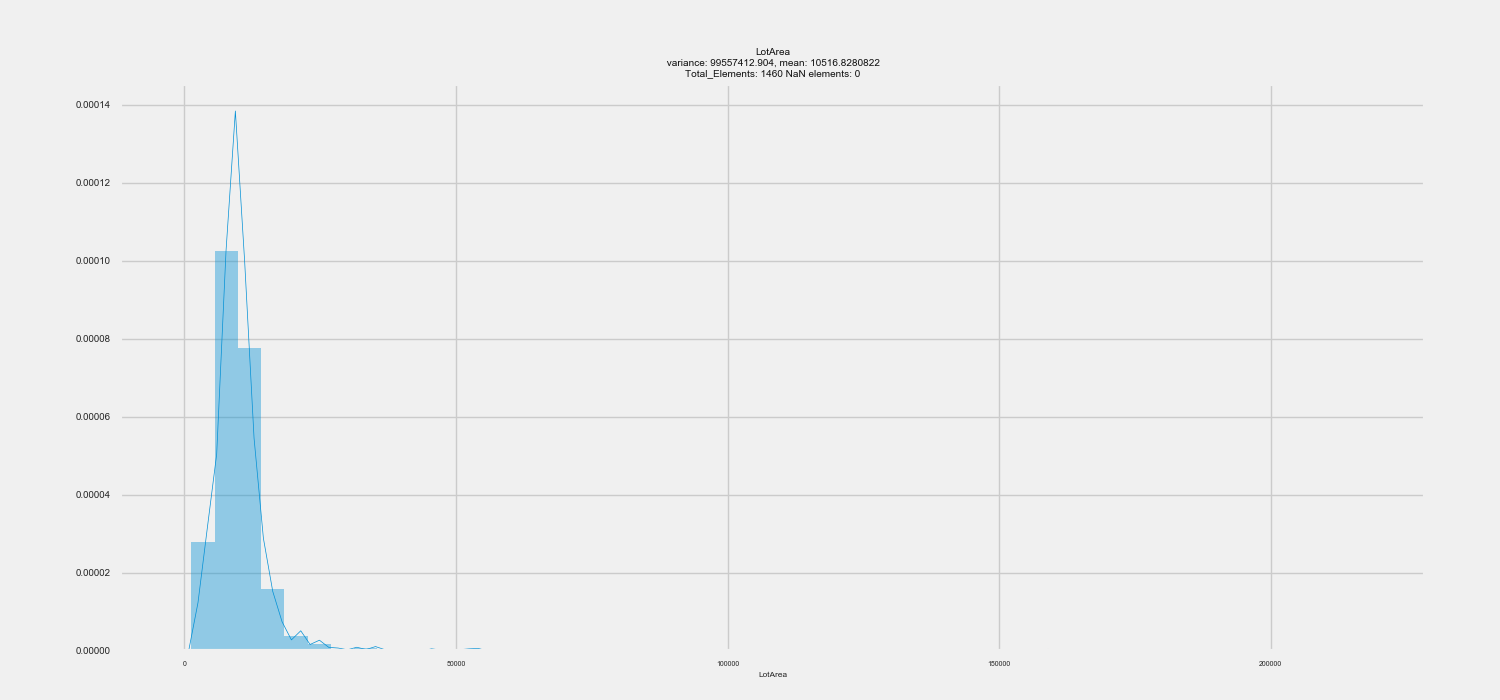 LotArea
variance: 99557412.904, mean: 10516.8280822
Total_Elements: 1460 NaN elements: 0
0.00014
0.00012
0.00010
0.00008
0.00006
0.00004
0.00002
0.00000
0 50000 100000 150000 200000
LotArea